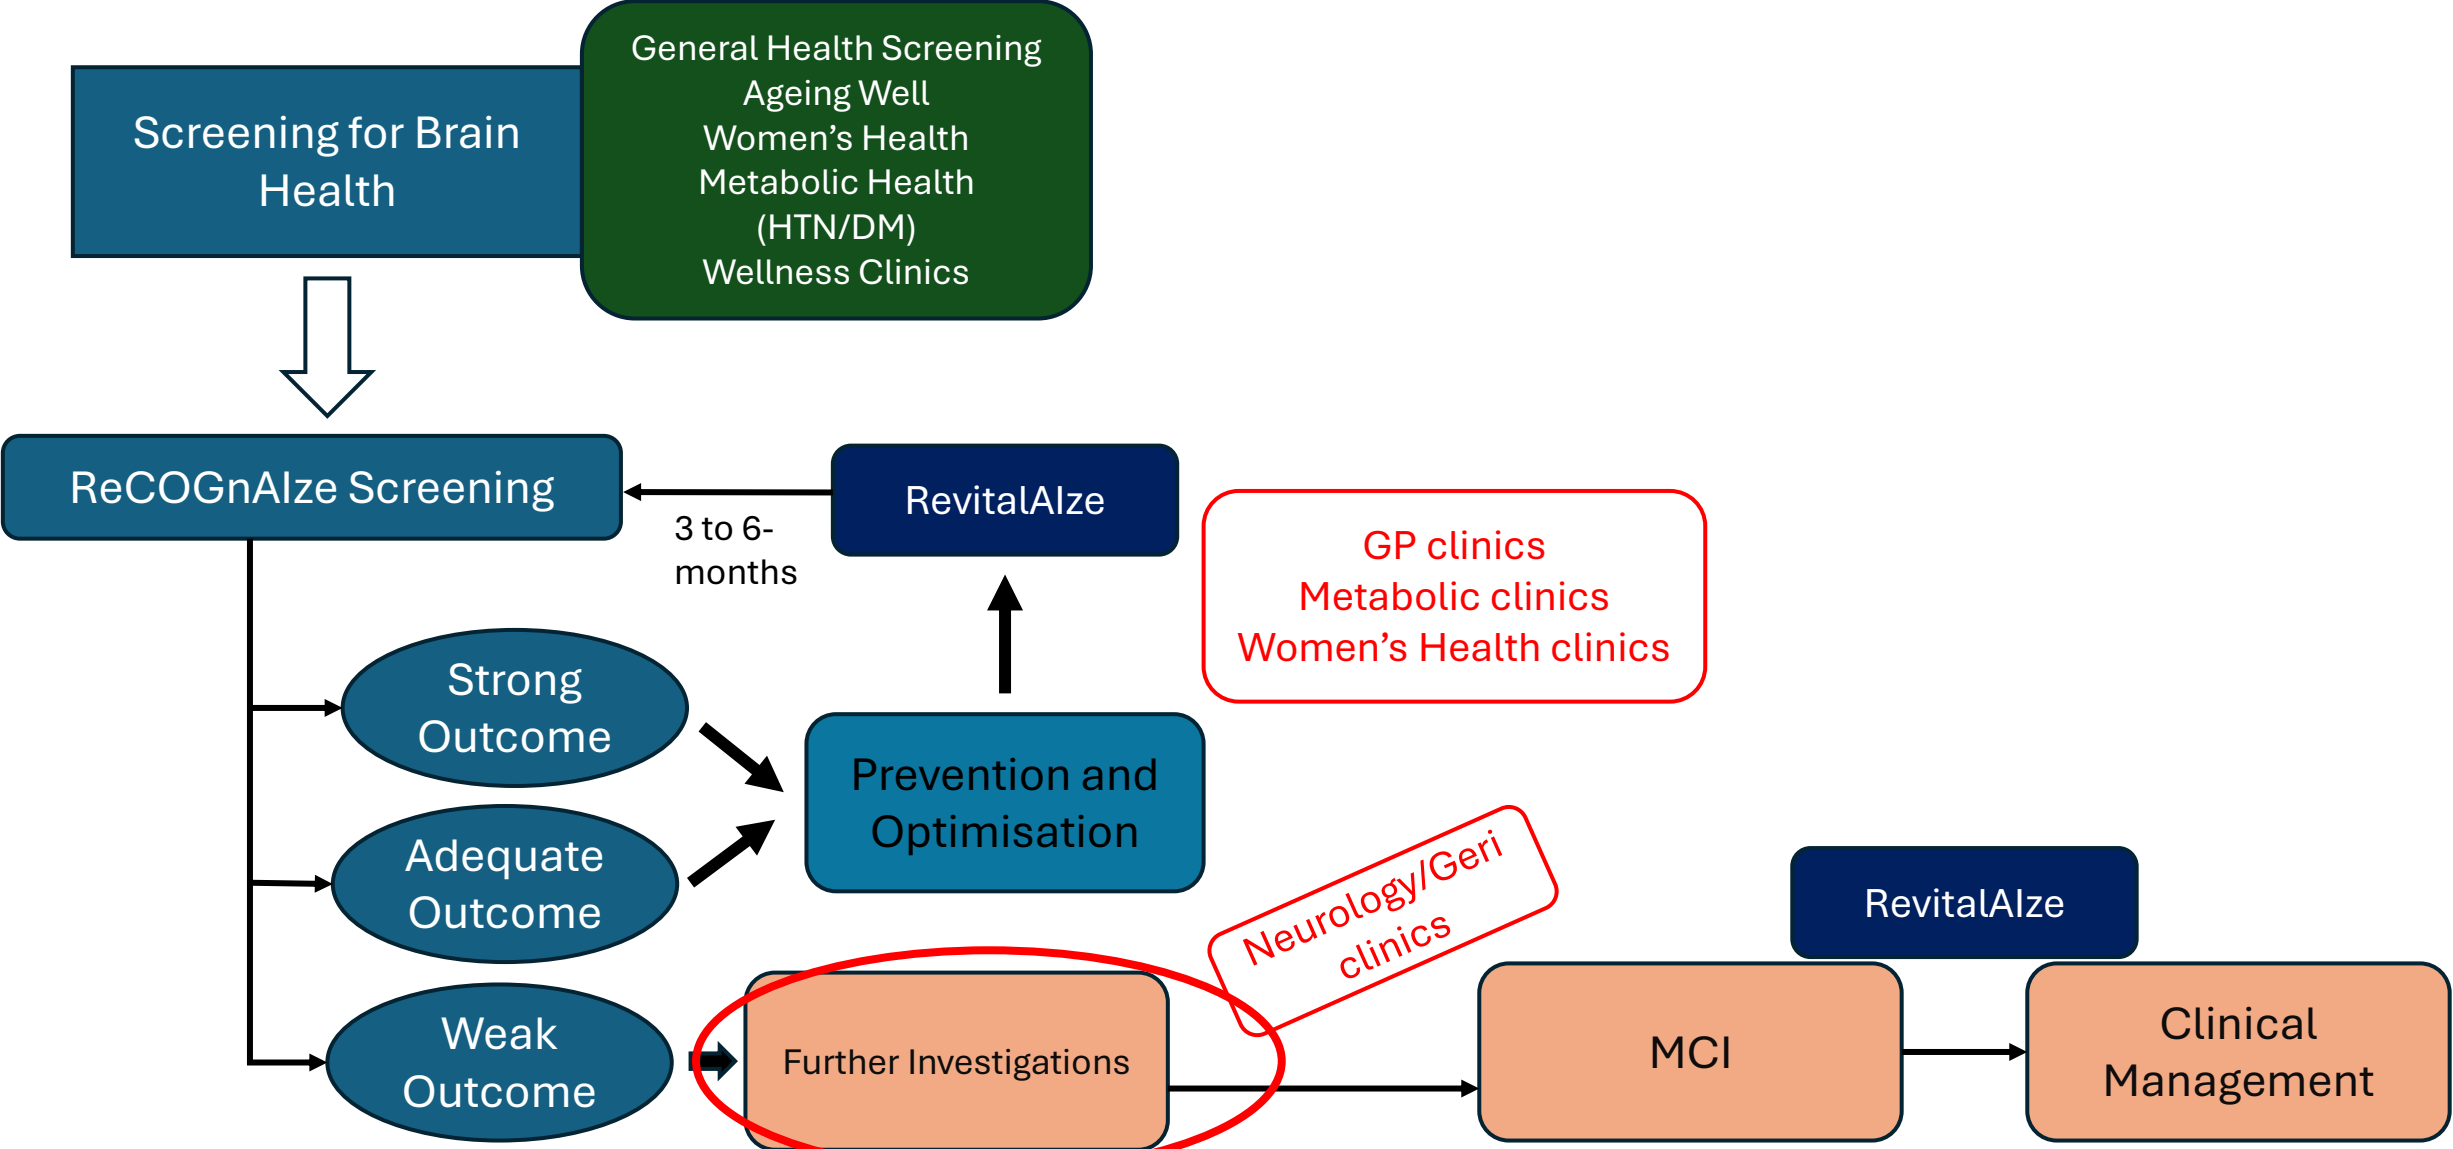 General Health Screening
Ageing Well
Women’s Health
Metabolic Health
(HTN/DM)
Wellness Clinics
Screening for Brain
Health
ReCOGnAIze Screening
RevitalAIze
3 to 6-
months
GP clinics
Metabolic clinics
Women’s Health clinics
Strong
Outcome
Prevention and
Optimisation
Adequate
Outcome
Neurology/Geri
clinics
RevitalAIze
Weak
Outcome
Further Investigations
MCI
Clinical
Management